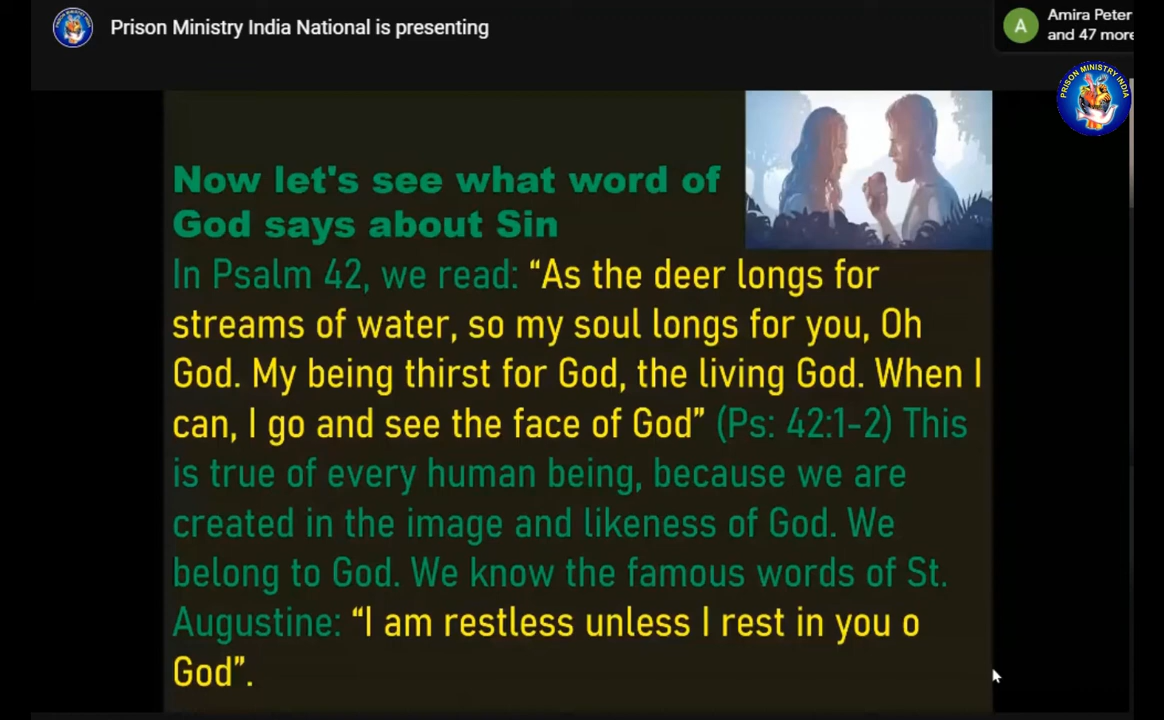 Prison Ministry India National is presenting
A
Amira Peter
and 47 more
PRISON MINISTRY INDIA
Now let's see what word of
God says about Sin
In Psalm 42, we read: “As the deer longs for
streams of water, so my soul longs for you, Oh
God. My being thirst for God, the living God. When I
can, I go and see the face of God” (Ps: 42:1-2) This
is true of every human being, because we are
created in the image and likeness of God. We
belong to God. We know the famous words of St.
Augustine: “I am restless unless I rest in you o
God”.